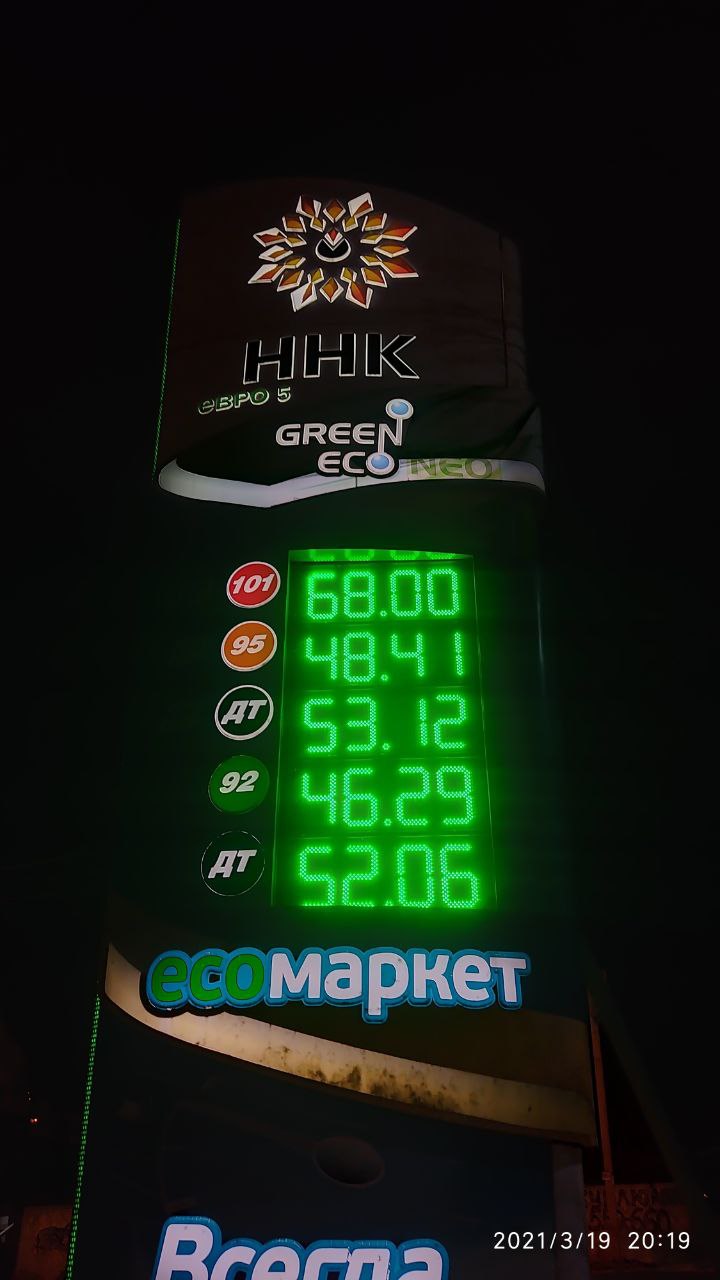 ННК
евро 5
GREEN
ECO NEO
101 68.00
95 48.41
ДТ 53.12
92 46.29
ДТ 52.06
есомаркет
Всегда
2021/3/19 20:19